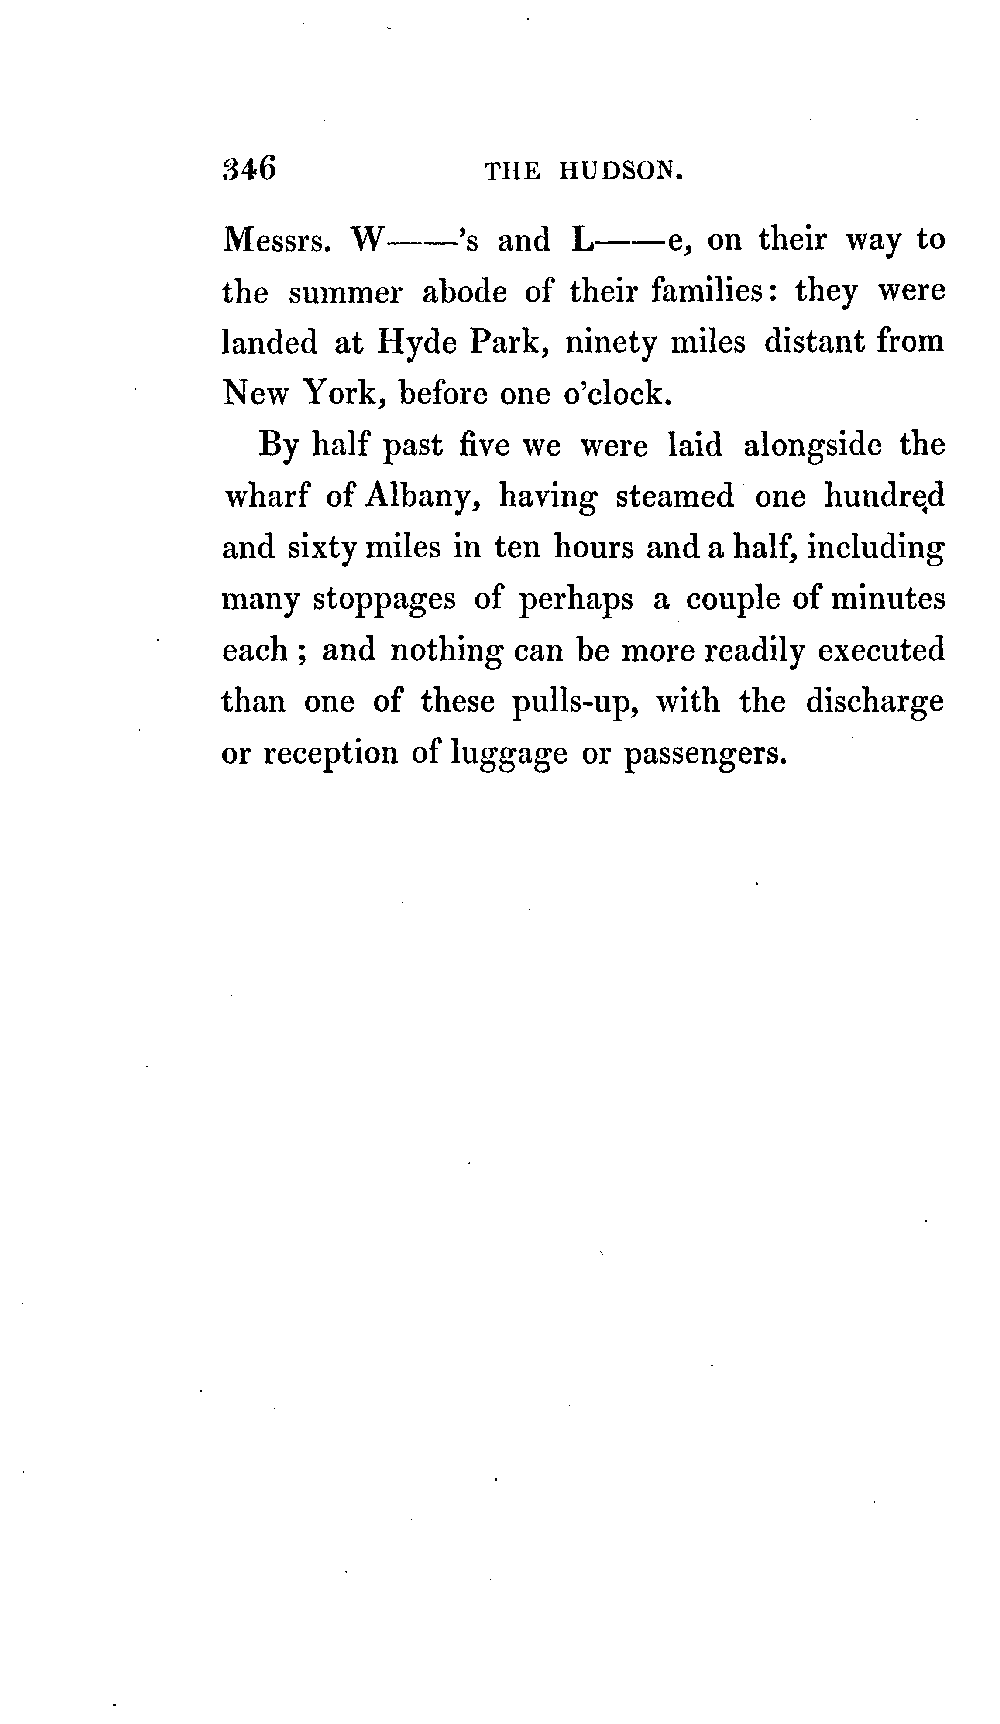 346 THE HUDSON.
Messrs. W——'s and L——e, on their way to
the summer abode of their families: they were
landed at Hyde Park, ninety miles distant from
New York, before one o'clock.
By half past five we were laid alongside the
wharf of Albany, having steamed one hundred
and sixty miles in ten hours and a half, including
many stoppages of perhaps a couple of minutes
each ; and nothing can be more readily executed
than one of these pulls-up, with the discharge
or reception of luggage or passengers.